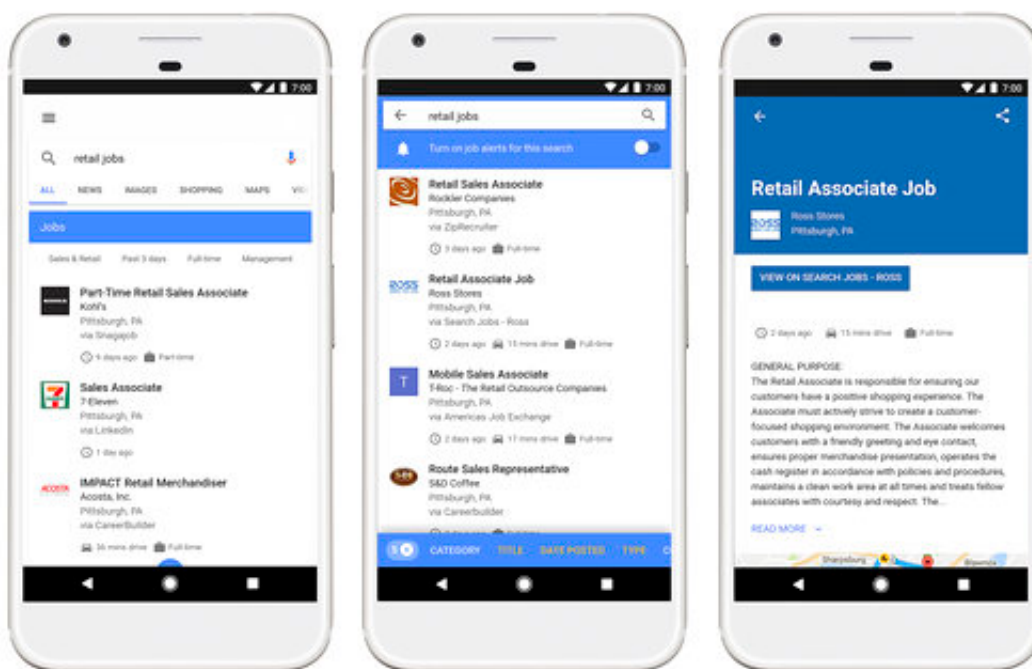 7:00
retail jobs
ALL NEWS IMAGES SHOPPING MAPS
Jobs
Sales & Retail Past 3 days Full-time Management
Part-Time Retail Sales Associate
Kohl's
Pittsburgh, PA
via Snagajob
Part-time
7
Sales Associate
7-Eleven
Pittsburgh, PA
via LinkedIn
1 day ago
ACOSTA
IMPACT Retail Merchandiser
Acosta, Inc.
Pittsburgh, PA
via CareerBuilder
36 mins drive Full-time
7:00
retail jobs
Turn on job alerts for this search
Retail Sales Associate
Rockler Companies
Pittsburgh, PA
via ZipRecruiter
3 days ago Full-time
ROSS
Retail Associate Job
Ross Stores
Pittsburgh, PA
via Search Jobs - Ross
2 days ago 15 mins drive Full-time
T
Mobile Sales Associate
T-Roc - The Retail Outsource Companies
Pittsburgh, PA
via Americas Job Exchange
2 days ago 17 mins drive Full-time
Route Sales Representative
S&D Coffee
Pittsburgh, PA
via Careerbuilder
CATEGORY TITLE DATE POSTED TYPE
7:00
Retail Associate Job
ROSS
Ross Stores
Pittsburgh, PA
VIEW ON SEARCH JOBS - ROSS
2 days ago 15 mins drive Full-time
GENERAL PURPOSE:
The Retail Associate is responsible for ensuring our
customers have a positive shopping experience. The
Associate must actively strive to create a customer-
focused shopping environment. The Associate welcomes
customers with a friendly greeting and eye contact,
ensures proper merchandise presentation, operates the
cash register in accordance with policies and procedures,
maintains a clean work area at all times and treats fellow
associates with courtesy and respect. The...
READ MORE
Sharpsburg